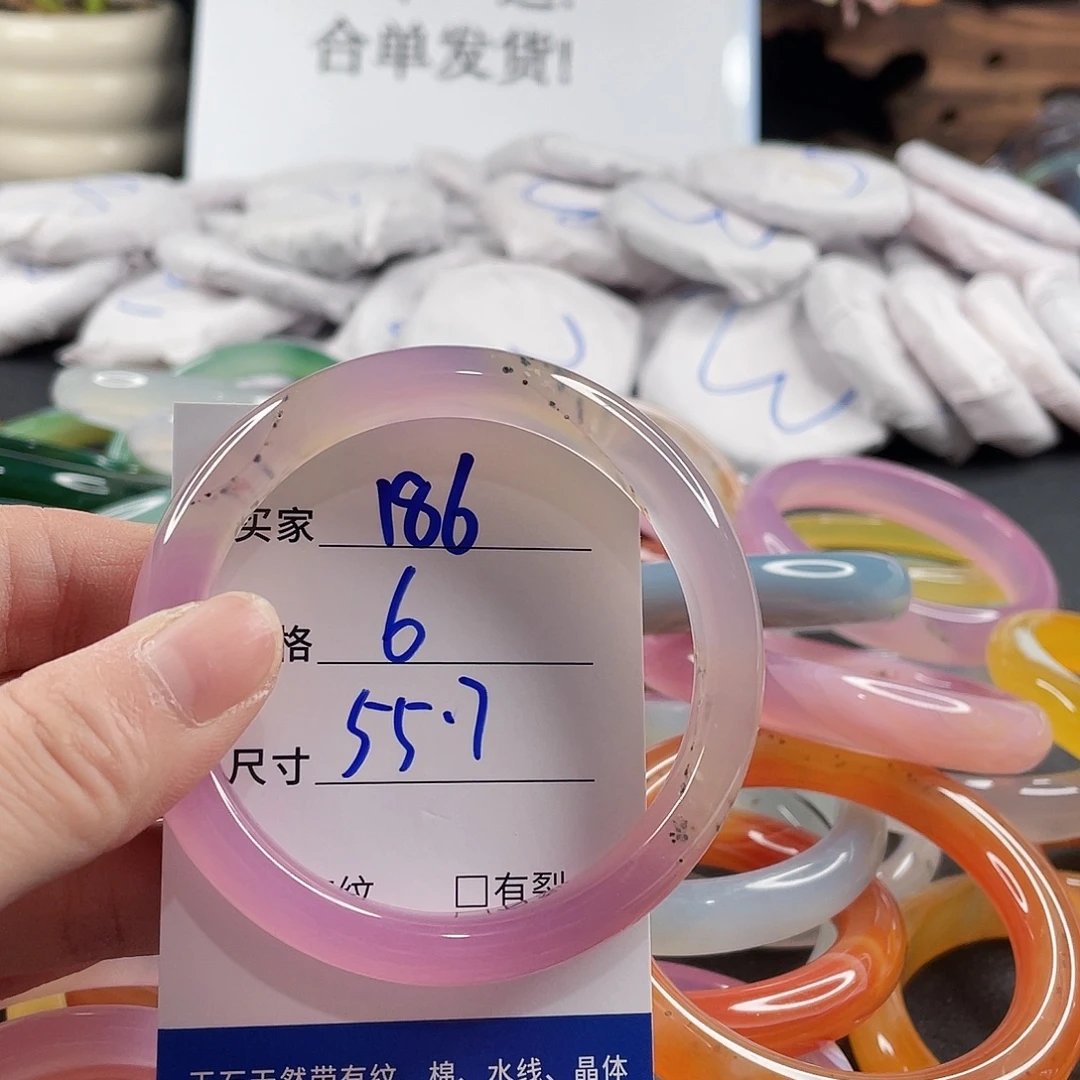 合单发货!
买家 186
格 6
尺寸 55.7
纹 □有裂
玉石天然带有纹、棉、水线、晶体